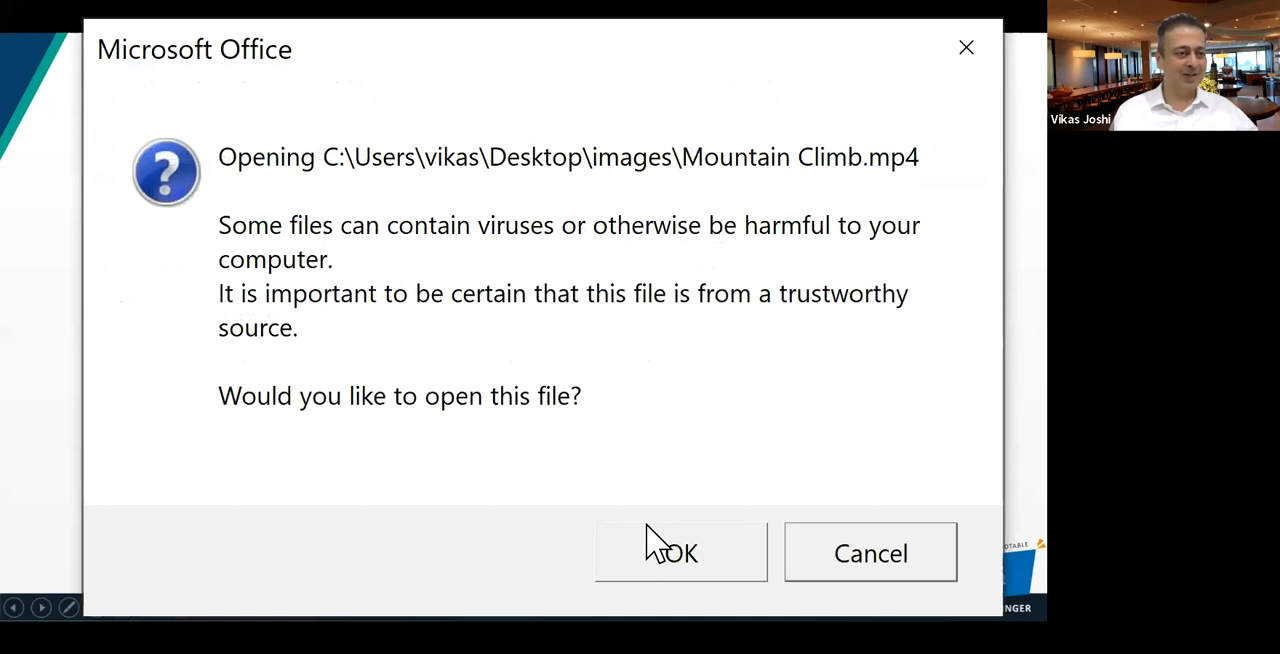 Microsoft Office
Opening C:\Users\vikas\Desktop\images\Mountain Climb.mp4
Some files can contain viruses or otherwise be harmful to your
computer.
It is important to be certain that this file is from a trustworthy
source.
Would you like to open this file?
OK
Cancel
Vikas Joshi
DTABLE
NGER